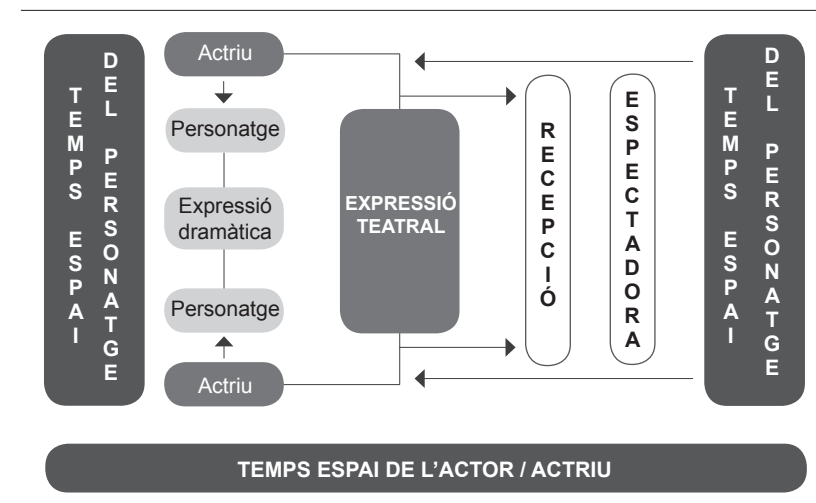 TEMPS ESPAI
DEL PERSONATGE
Actriu
Personatge
Expressió
dramàtica
Personatge
Actriu
EXPRESSIÓ
TEATRAL
RECEPCIÓ
ESPECTADORA
TEMPS ESPAI
DEL PERSONATGE
TEMPS ESPAI DE L’ACTOR / ACTRIU